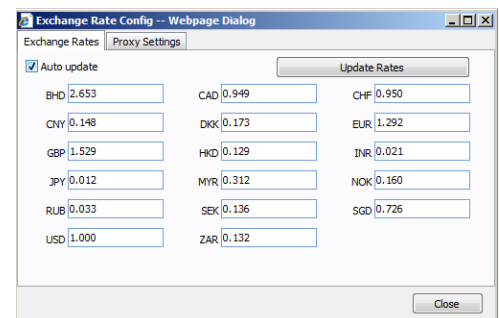 Exchange Rate Config -- Webpage Dialog
Exchange Rates Proxy Settings
Auto update Update Rates
BHD 2.653 CAD 0.949 CHF 0.950
CNY 0.148 DKK 0.173 EUR 1.292
GBP 1.529 HKD 0.129 INR 0.021
JPY 0.012 MYR 0.312 NOK 0.160
RUB 0.033 SEK 0.136 SGD 0.726
USD 1.000 ZAR 0.132
Close